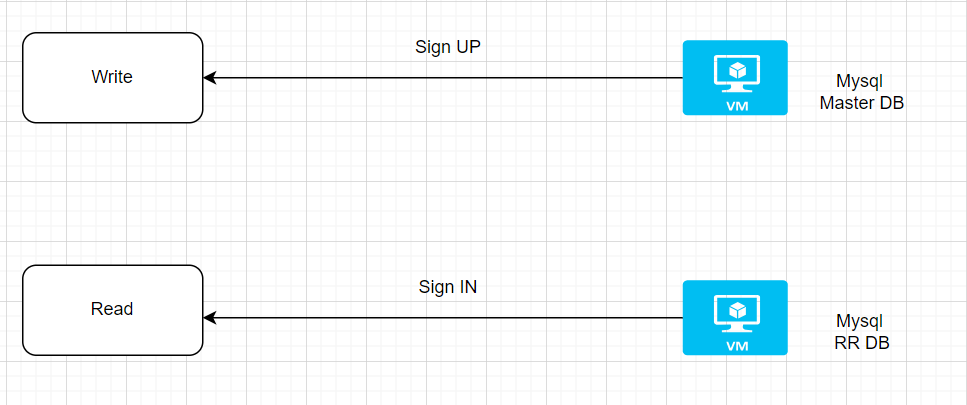 Sign UP
Write
VM
Mysql
Master DB
Sign IN
Read
VM
Mysql
RR DB